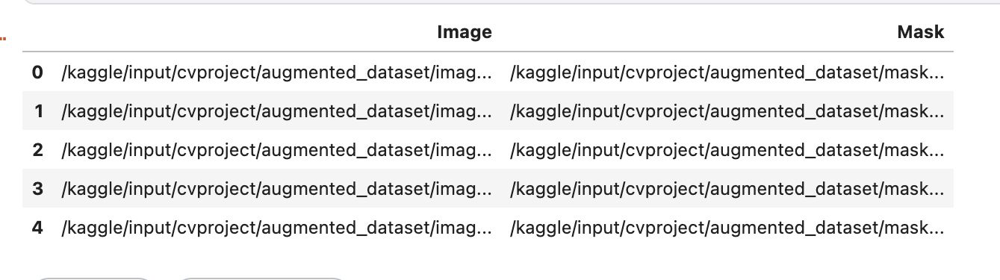 Image Mask
0 /kaggle/input/cvproject/augmented_dataset/imag... /kaggle/input/cvproject/augmented_dataset/mask...
1 /kaggle/input/cvproject/augmented_dataset/imag... /kaggle/input/cvproject/augmented_dataset/mask...
2 /kaggle/input/cvproject/augmented_dataset/imag... /kaggle/input/cvproject/augmented_dataset/mask...
3 /kaggle/input/cvproject/augmented_dataset/imag... /kaggle/input/cvproject/augmented_dataset/mask...
4 /kaggle/input/cvproject/augmented_dataset/imag... /kaggle/input/cvproject/augmented_dataset/mask...